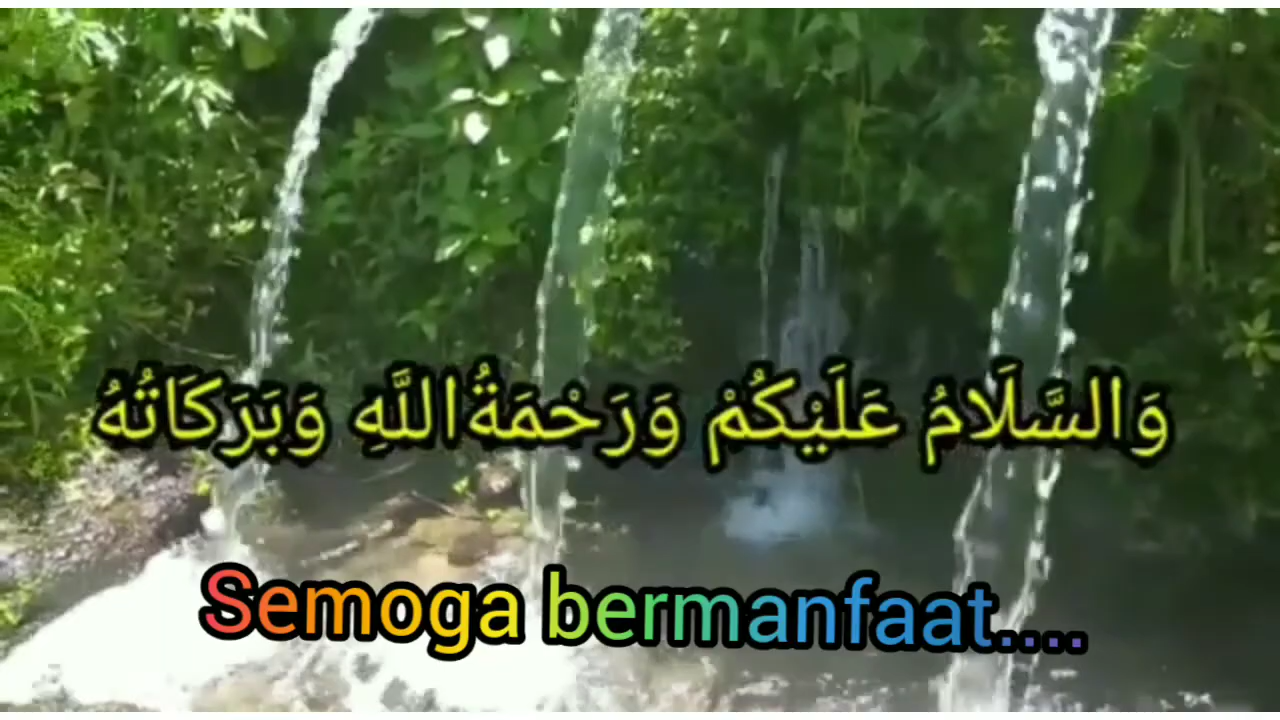 وَالسَّلَامُ عَلَيْكُمْ وَرَحْمَةُاللَّهِ وَبَرَكَاتُهُ
Semoga bermanfaat....